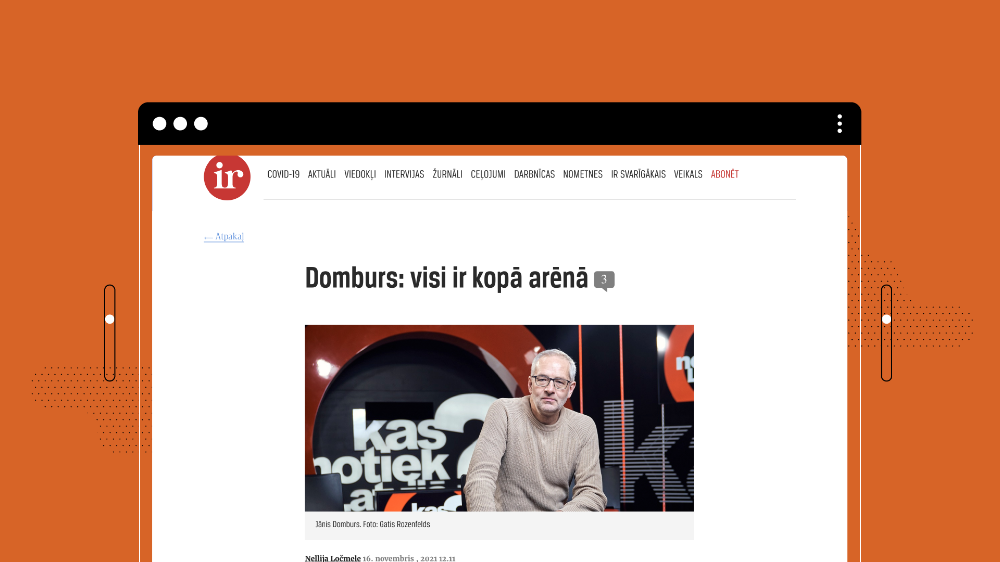 ir
COVID-19 AKTUĀLI VIEDOKĻI INTERVIJAS ŽURNĀLI CEĻOJUMI DARBNĪCAS NOMETNES IR SVARĪGĀKAIS VEIKALS ABONĒT
← Atpakaļ
Domburs: visi ir kopā arēnā 3
kas
notiek
kas
Jānis Domburs. Foto: Gatis Rozenfelds
Nellija Ločmele 16. novembris , 2021 12.11